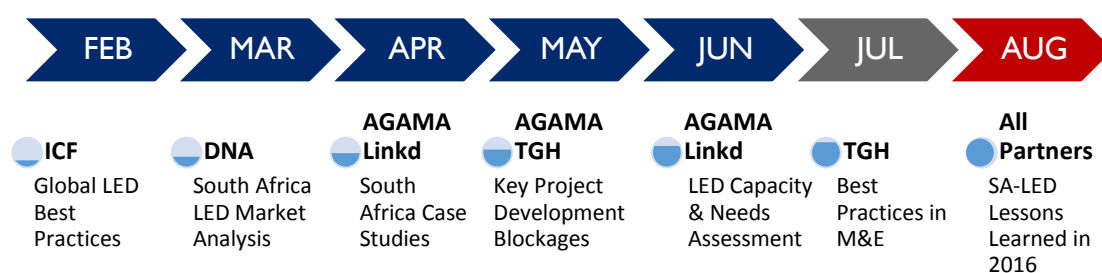 FEB
MAR
APR
MAY
JUN
JUL
AUG
ICF
Global LED
Best
Practices
DNA
South Africa
LED Market
Analysis
AGAMA
Linkd
South
Africa Case
Studies
AGAMA
TGH
Key Project
Development
Blockages
AGAMA
Linkd
LED Capacity
& Needs
Assessment
TGH
Best
Practices in
M&E
All
Partners
SA-LED
Lessons
Learned in
2016